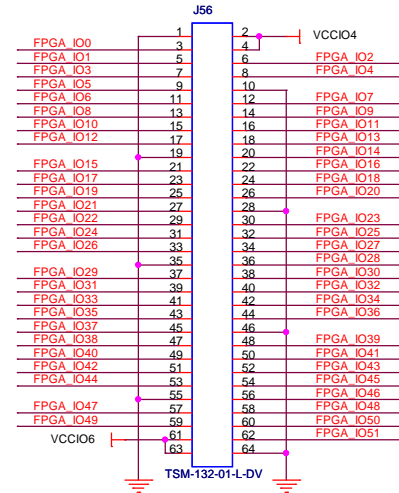 J56
1 2 VCCIO4
FPGA_IO0 3 4
FPGA_IO1 5 6 FPGA_IO2
FPGA_IO3 7 8 FPGA_IO4
FPGA_IO5 9 10
FPGA_IO6 11 12 FPGA_IO7
FPGA_IO8 13 14 FPGA_IO9
FPGA_IO10 15 16 FPGA_IO11
FPGA_IO12 17 18 FPGA_IO13
19 20 FPGA_IO14
FPGA_IO15 21 22 FPGA_IO16
FPGA_IO17 23 24 FPGA_IO18
FPGA_IO19 25 26 FPGA_IO20
FPGA_IO21 27 28
FPGA_IO22 29 30 FPGA_IO23
FPGA_IO24 31 32 FPGA_IO25
FPGA_IO26 33 34 FPGA_IO27
35 36 FPGA_IO28
FPGA_IO29 37 38 FPGA_IO30
FPGA_IO31 39 40 FPGA_IO32
FPGA_IO33 41 42 FPGA_IO34
FPGA_IO35 43 44 FPGA_IO36
FPGA_IO37 45 46
FPGA_IO38 47 48 FPGA_IO39
FPGA_IO40 49 50 FPGA_IO41
FPGA_IO42 51 52 FPGA_IO43
FPGA_IO44 53 54 FPGA_IO45
55 56 FPGA_IO46
FPGA_IO47 57 58 FPGA_IO48
FPGA_IO49 59 60 FPGA_IO50
VCCIO6 61 62 FPGA_IO51
63 64
TSM-132-01-L-DV